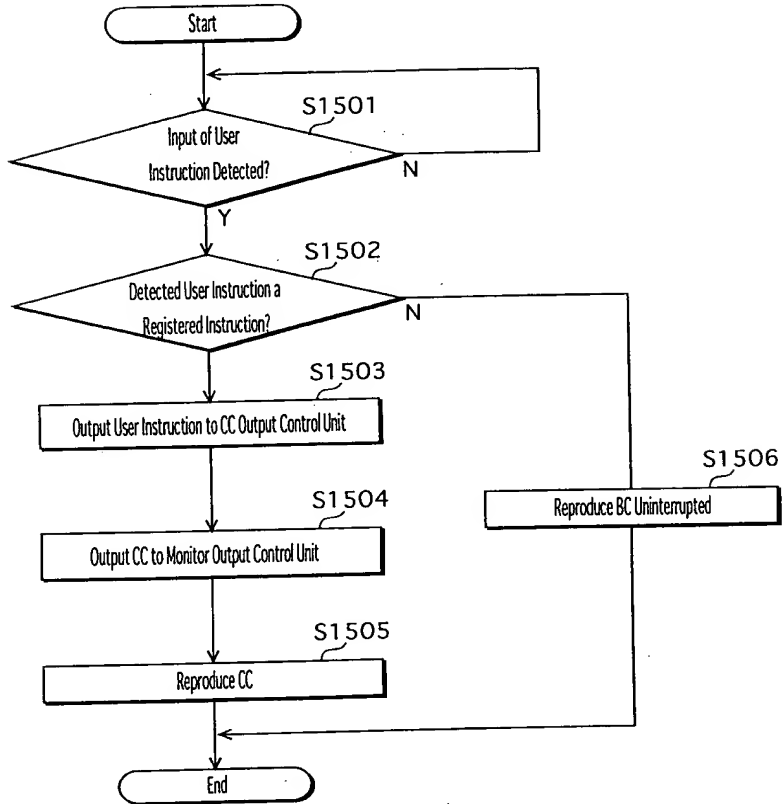 Start
S1501
Input of User
Instruction Detected?
N
Y
S1502
Detected User Instruction a
Registered Instruction?
N
S1503
Output User Instruction to CC Output Control Unit
S1506
Reproduce BC Uninterrupted
S1504
Output CC to Monitor Output Control Unit
S1505
Reproduce CC
End